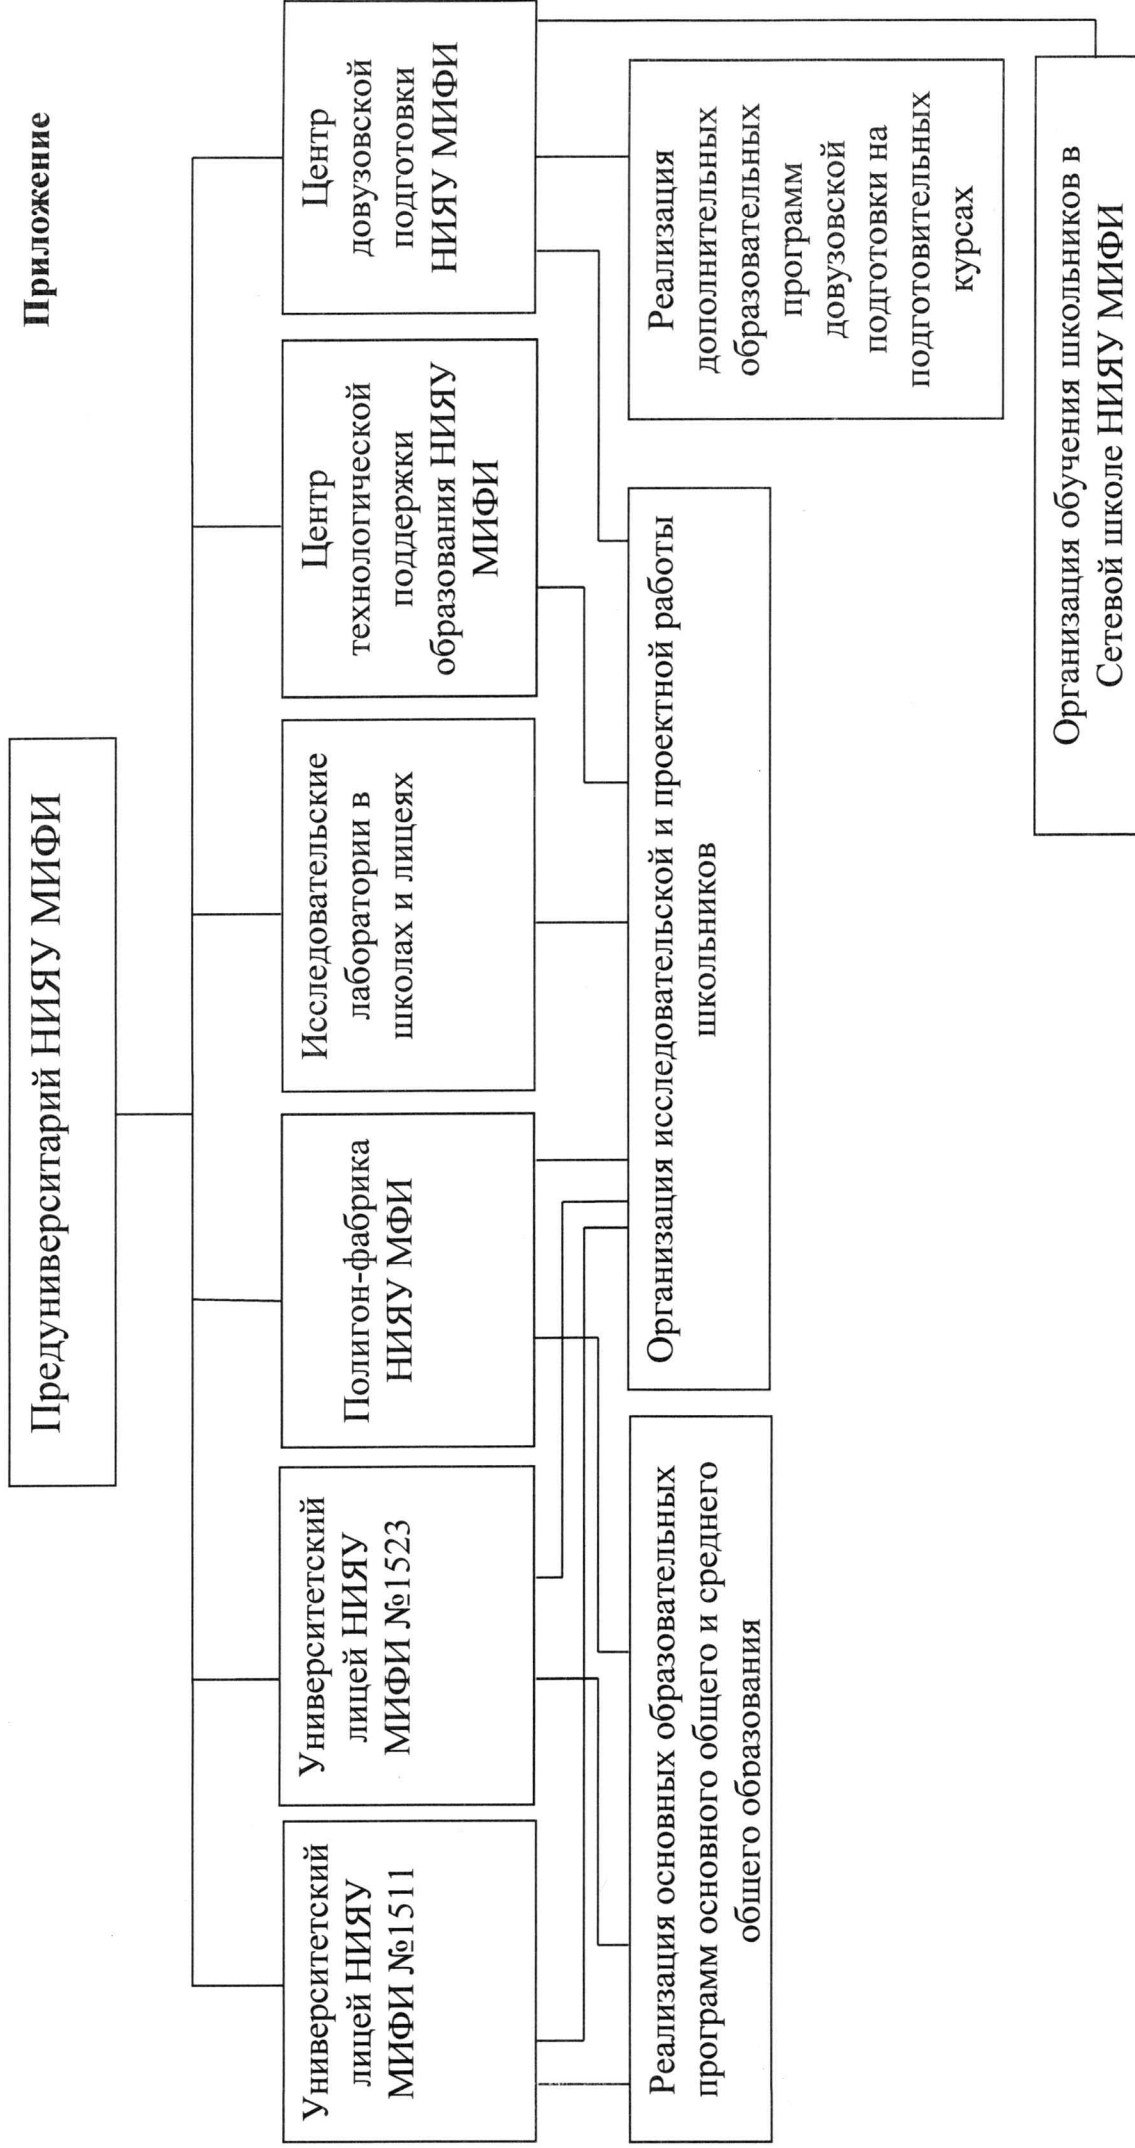 Приложение
Предуниверситарий НИЯУ МИФИ
Университетский
лицей НИЯУ
МИФИ №1511
Университетский
лицей НИЯУ
МИФИ №1523
Полигон-фабрика
НИЯУ МФИ
Исследовательские
лаборатории в
школах и лицеях
Центр
технологической
поддержки
образования НИЯУ
МИФИ
Центр
довузовской
подготовки
НИЯУ МИФИ
Реализация основных образовательных
программ основного общего и среднего
общего образования
Организация исследовательской и проектной работы
школьников
Реализация
дополнительных
образовательных
программ
довузовской
подготовки на
подготовительных
курсах
Организация обучения школьников в
Сетевой школе НИЯУ МИФИ